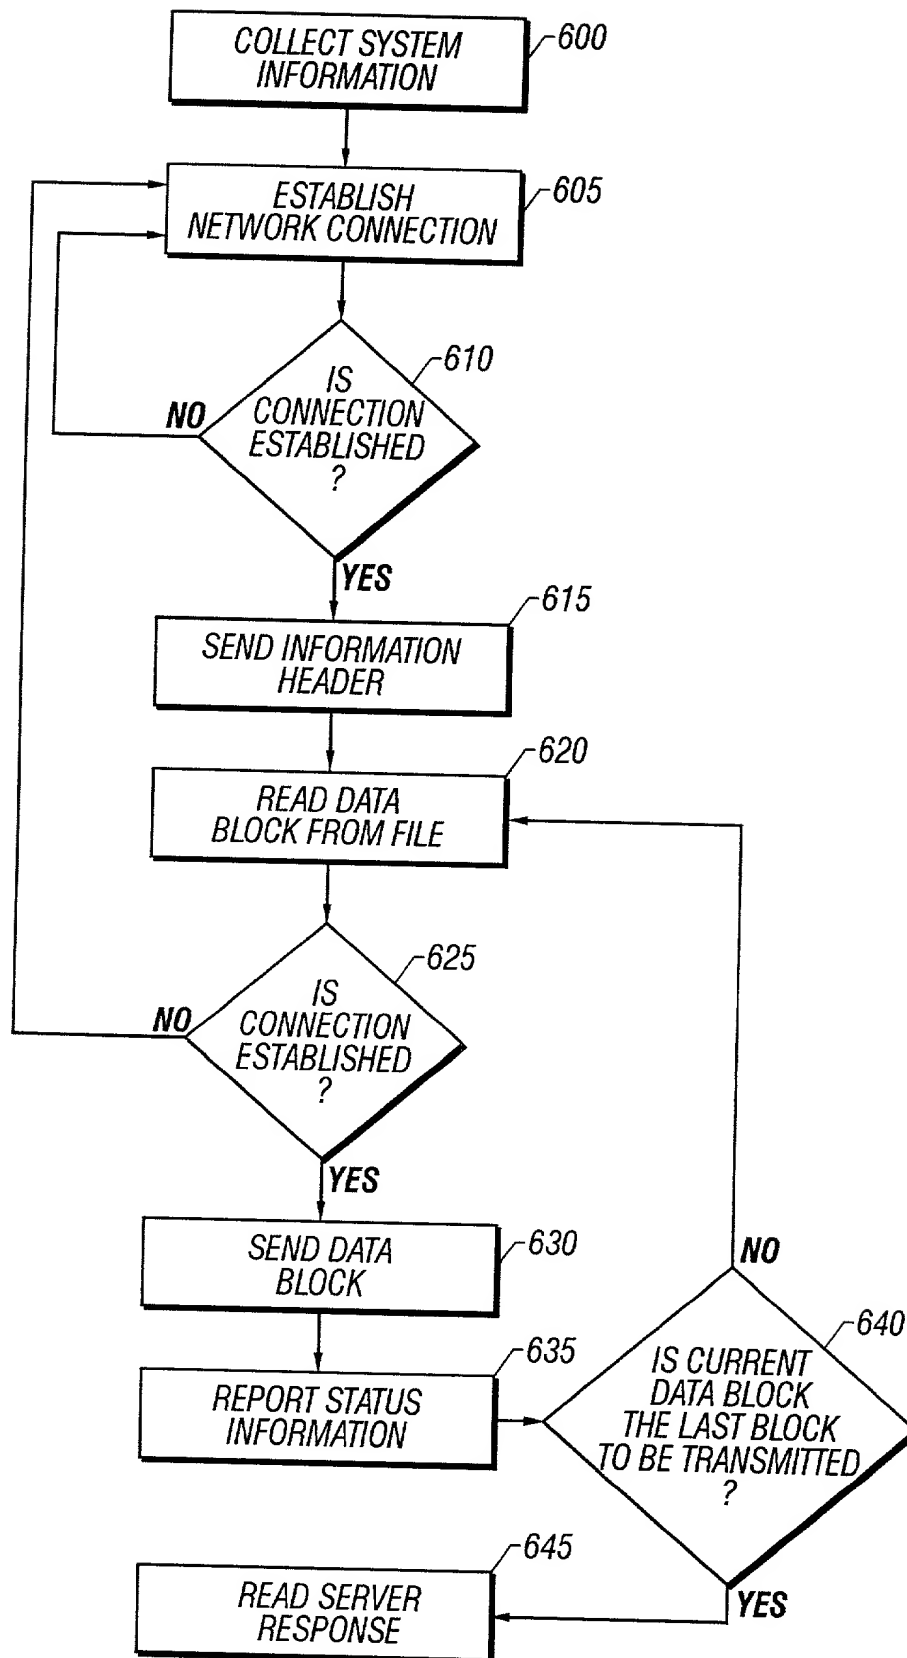 COLLECT SYSTEM
INFORMATION
600
ESTABLISH
NETWORK CONNECTION
605
IS
CONNECTION
ESTABLISHED
?
610
NO
YES
SEND INFORMATION
HEADER
615
READ DATA
BLOCK FROM FILE
620
IS
CONNECTION
ESTABLISHED
?
625
NO
YES
SEND DATA
BLOCK
630
REPORT STATUS
INFORMATION
635
IS CURRENT
DATA BLOCK
THE LAST BLOCK
TO BE TRANSMITTED
?
640
NO
YES
READ SERVER
RESPONSE
645